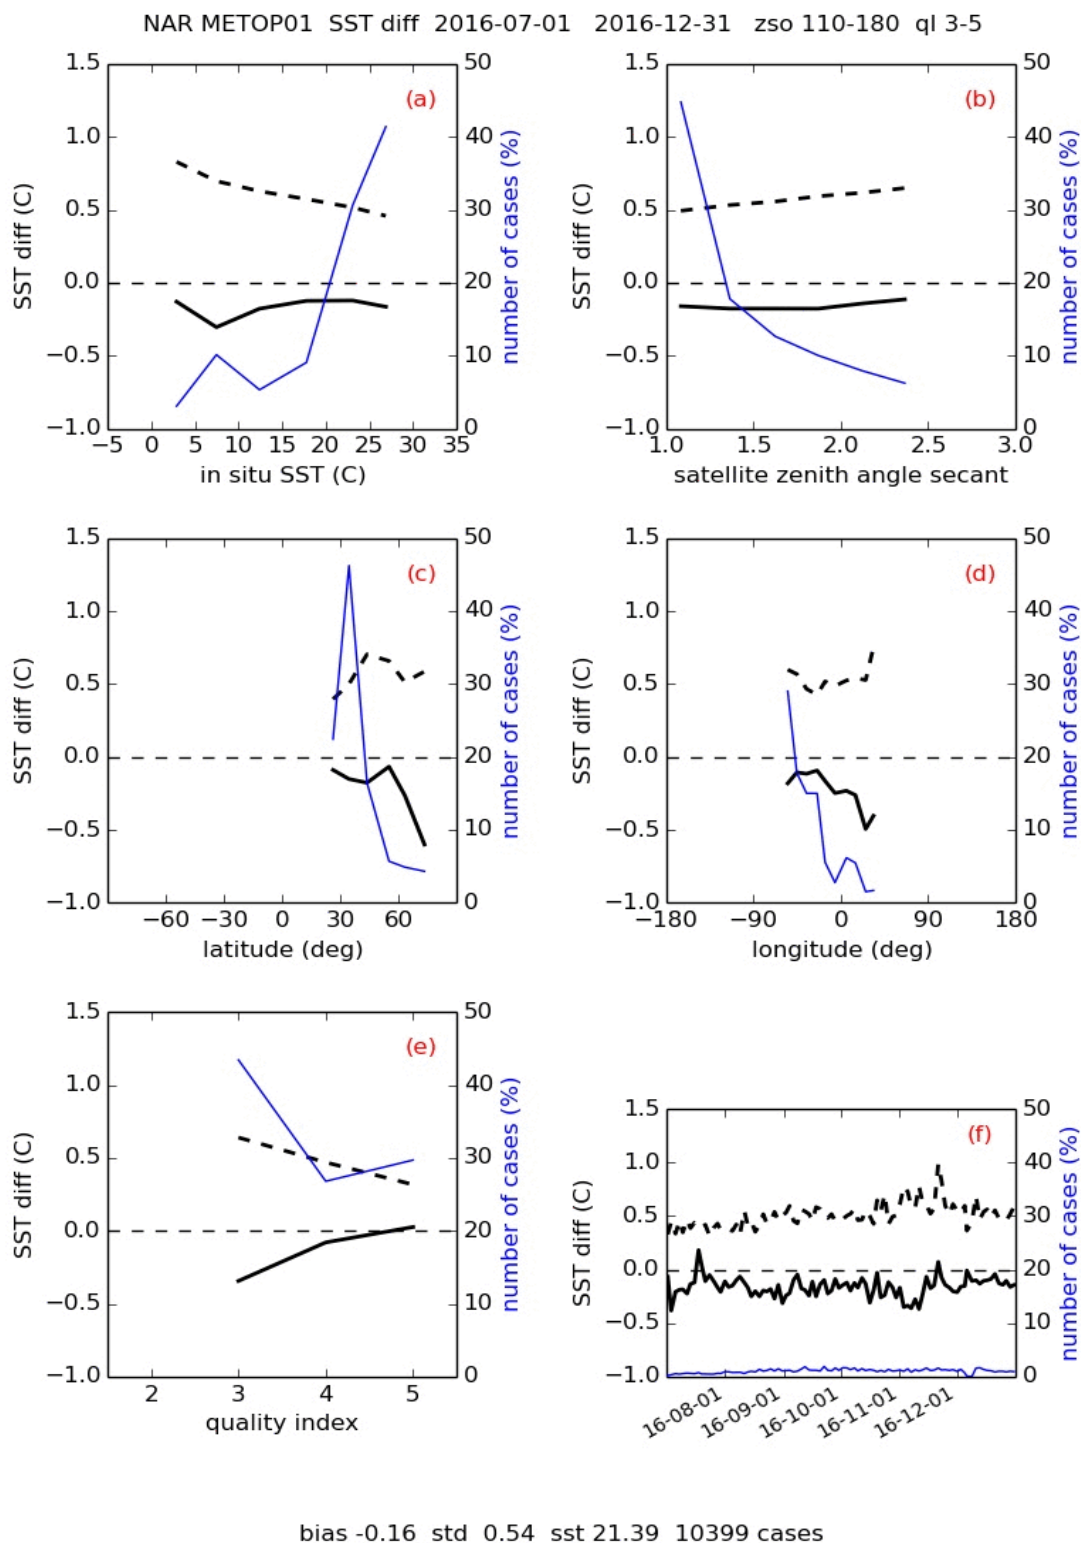 NAR METOP01 SST diff 2016-07-01 2016-12-31 zso 110-180 ql 3-5
1.5 1.0 0.5 0.0 −0.5 −1.0
SST diff (C)
(a)
50 40 30 20 10 0
number of cases (%)
−5 0 5 10 15 20 25 30 35
in situ SST (C)
1.5 1.0 0.5 0.0 −0.5 −1.0
SST diff (C)
(b)
50 40 30 20 10 0
number of cases (%)
1.0 1.5 2.0 2.5 3.0
satellite zenith angle secant
1.5 1.0 0.5 0.0 −0.5 −1.0
SST diff (C)
(c)
50 40 30 20 10 0
number of cases (%)
−60 −30 0 30 60
latitude (deg)
1.5 1.0 0.5 0.0 −0.5 −1.0
SST diff (C)
(d)
50 40 30 20 10 0
number of cases (%)
−180 −90 0 90 180
longitude (deg)
1.5 1.0 0.5 0.0 −0.5 −1.0
SST diff (C)
(e)
50 40 30 20 10 0
number of cases (%)
2 3 4 5
quality index
1.5 1.0 0.5 0.0 −0.5 −1.0
SST diff (C)
(f)
50 40 30 20 10 0
number of cases (%)
16-08-01 16-09-01 16-10-01 16-11-01 16-12-01
bias -0.16 std 0.54 sst 21.39 10399 cases